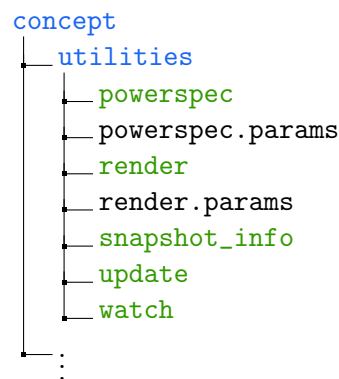 concept
utilities
powerspec
powerspec.params
render
render.params
snapshot_info
update
watch
⋮